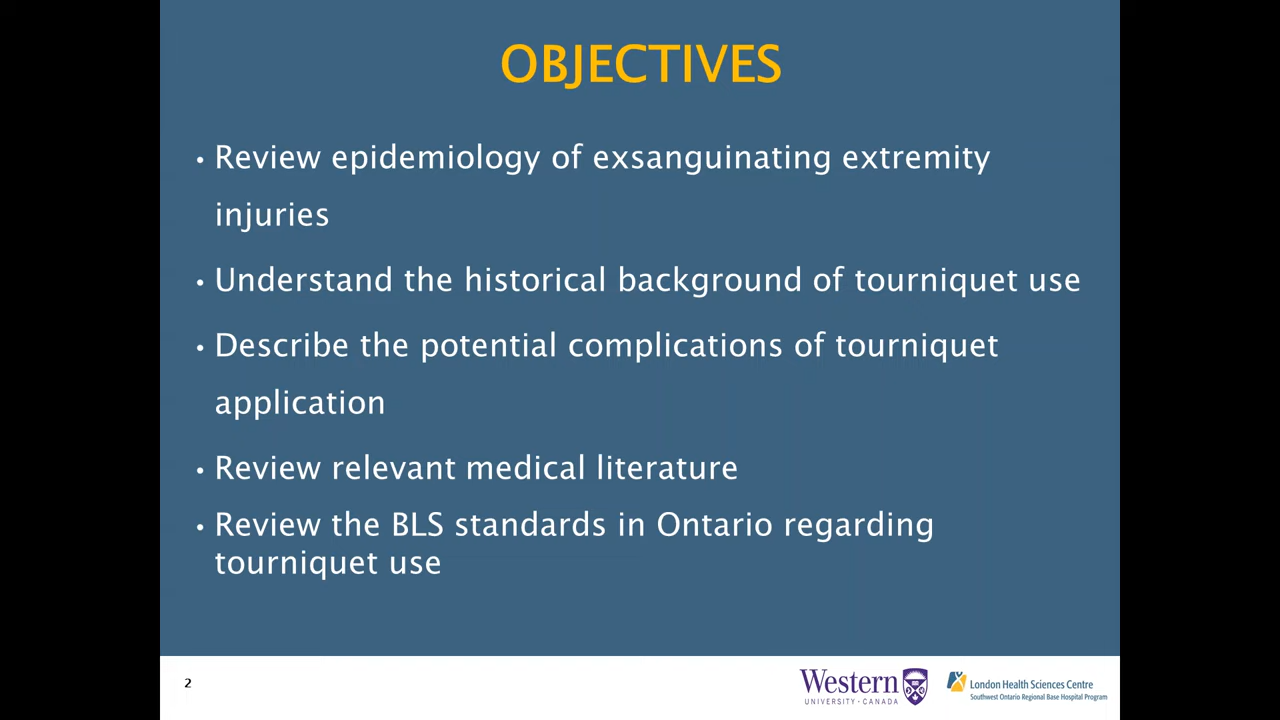 OBJECTIVES
• Review epidemiology of exsanguinating extremity
injuries
• Understand the historical background of tourniquet use
• Describe the potential complications of tourniquet
application
• Review relevant medical literature
• Review the BLS standards in Ontario regarding
tourniquet use
2
Western
UNIVERSITY · CANADA
London Health Sciences Centre
Southwest Ontario Regional Base Hospital Program